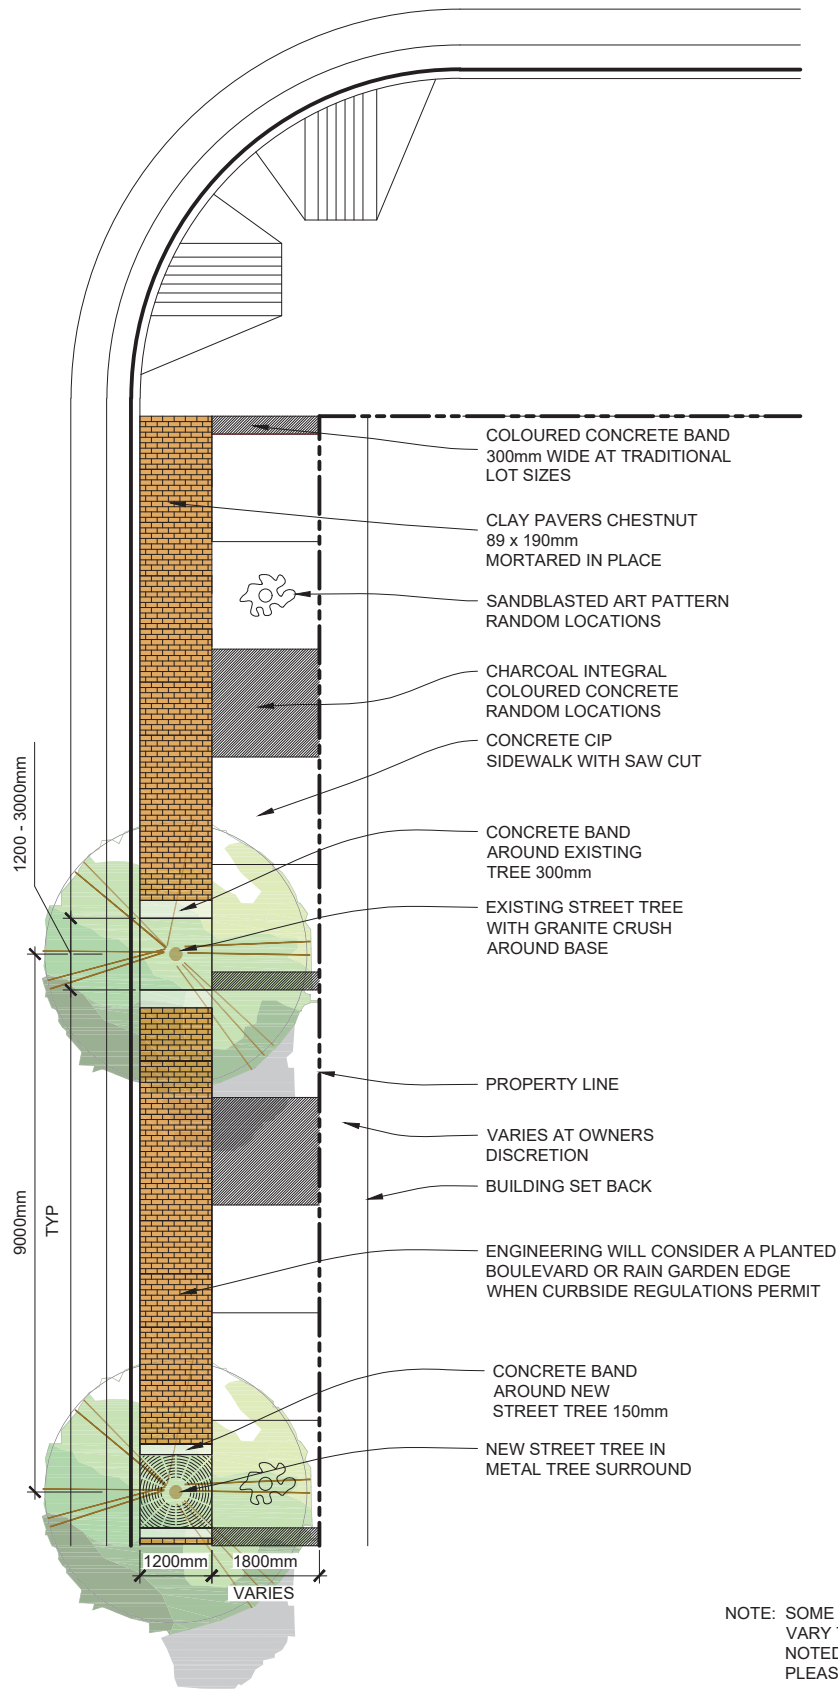 COLOURED CONCRETE BAND
300mm WIDE AT TRADITIONAL
LOT SIZES
CLAY PAVERS CHESTNUT
89 x 190mm
MORTARED IN PLACE
SANDBLASTED ART PATTERN
RANDOM LOCATIONS
CHARCOAL INTEGRAL
COLOURED CONCRETE
RANDOM LOCATIONS
CONCRETE CIP
SIDEWALK WITH SAW CUT
1200 - 3000mm
CONCRETE BAND
AROUND EXISTING
TREE 300mm
EXISTING STREET TREE
WITH GRANITE CRUSH
AROUND BASE
PROPERTY LINE
VARIES AT OWNERS
DISCRETION
BUILDING SET BACK
9000mm
TYP
ENGINEERING WILL CONSIDER A PLANTED
BOULEVARD OR RAIN GARDEN EDGE
WHEN CURBSIDE REGULATIONS PERMIT
CONCRETE BAND
AROUND NEW
STREET TREE 150mm
NEW STREET TREE IN
METAL TREE SURROUND
1200mm
1800mm
VARIES
NOTE: SOME
VARY
NOTED
PLEAS